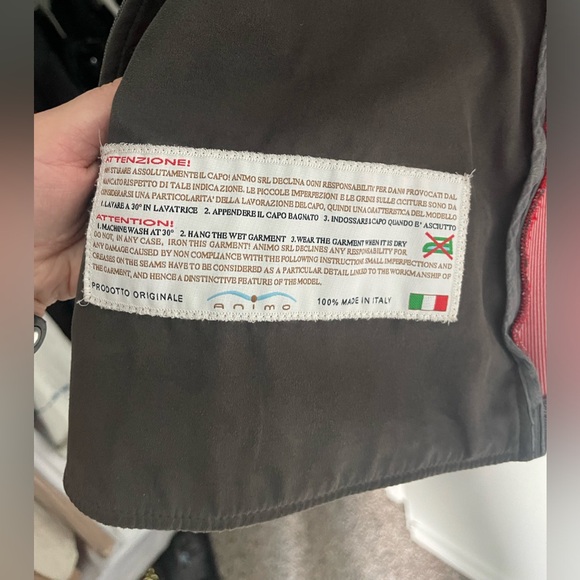 ATTENZIONE!
NON STIRARE ASSOLUTAMENTE IL CAPO! ANIMO SRL DECLINA OGNI RESPONSABILITÀ PER DANNI PROVOCATI DAL
MANCATO RISPETTO DI TALE INDICAZIONE. LE PICCOLE IMPERFEZIONI E LE GRINZE SULLE CUCITURE SONO DA
CONSIDERARSI UNA PARTICOLARITA' DELLA LAVORAZIONE DEL CAPO, QUINDI UNA CARATTERISTICA DEL MODELLO
1. LAVARE A 30° IN LAVATRICE 2. APPENDERE IL CAPO BAGNATO 3. INDOSSARE IL CAPO QUANDO E' ASCIUTTO
ATTENTION!
1. MACHINE WASH AT 30° 2. HANG THE WET GARMENT 3. WEAR THE GARMENT WHEN IT IS DRY
DO NOT, IN ANY CASE, IRON THIS GARMENT! ANIMO SRL DECLINES ANY RESPONSABILITY FOR
ANY DAMAGE CAUSED BY NON COMPLIANCE WITH THE FOLLOWING INSTRUCTION. SMALL IMPERFECTIONS AND
CREASES ON THE SEAMS HAVE TO BE CONSIDERED AS A PARTICULAR DETAIL LINKED TO THE WORKMANSHIP OF
THE GARMENT, AND HENCE A DINSTINCTIVE FEATURE OF THE MODEL.
PRODOTTO ORIGINALE ANIMO 100% MADE IN ITALY